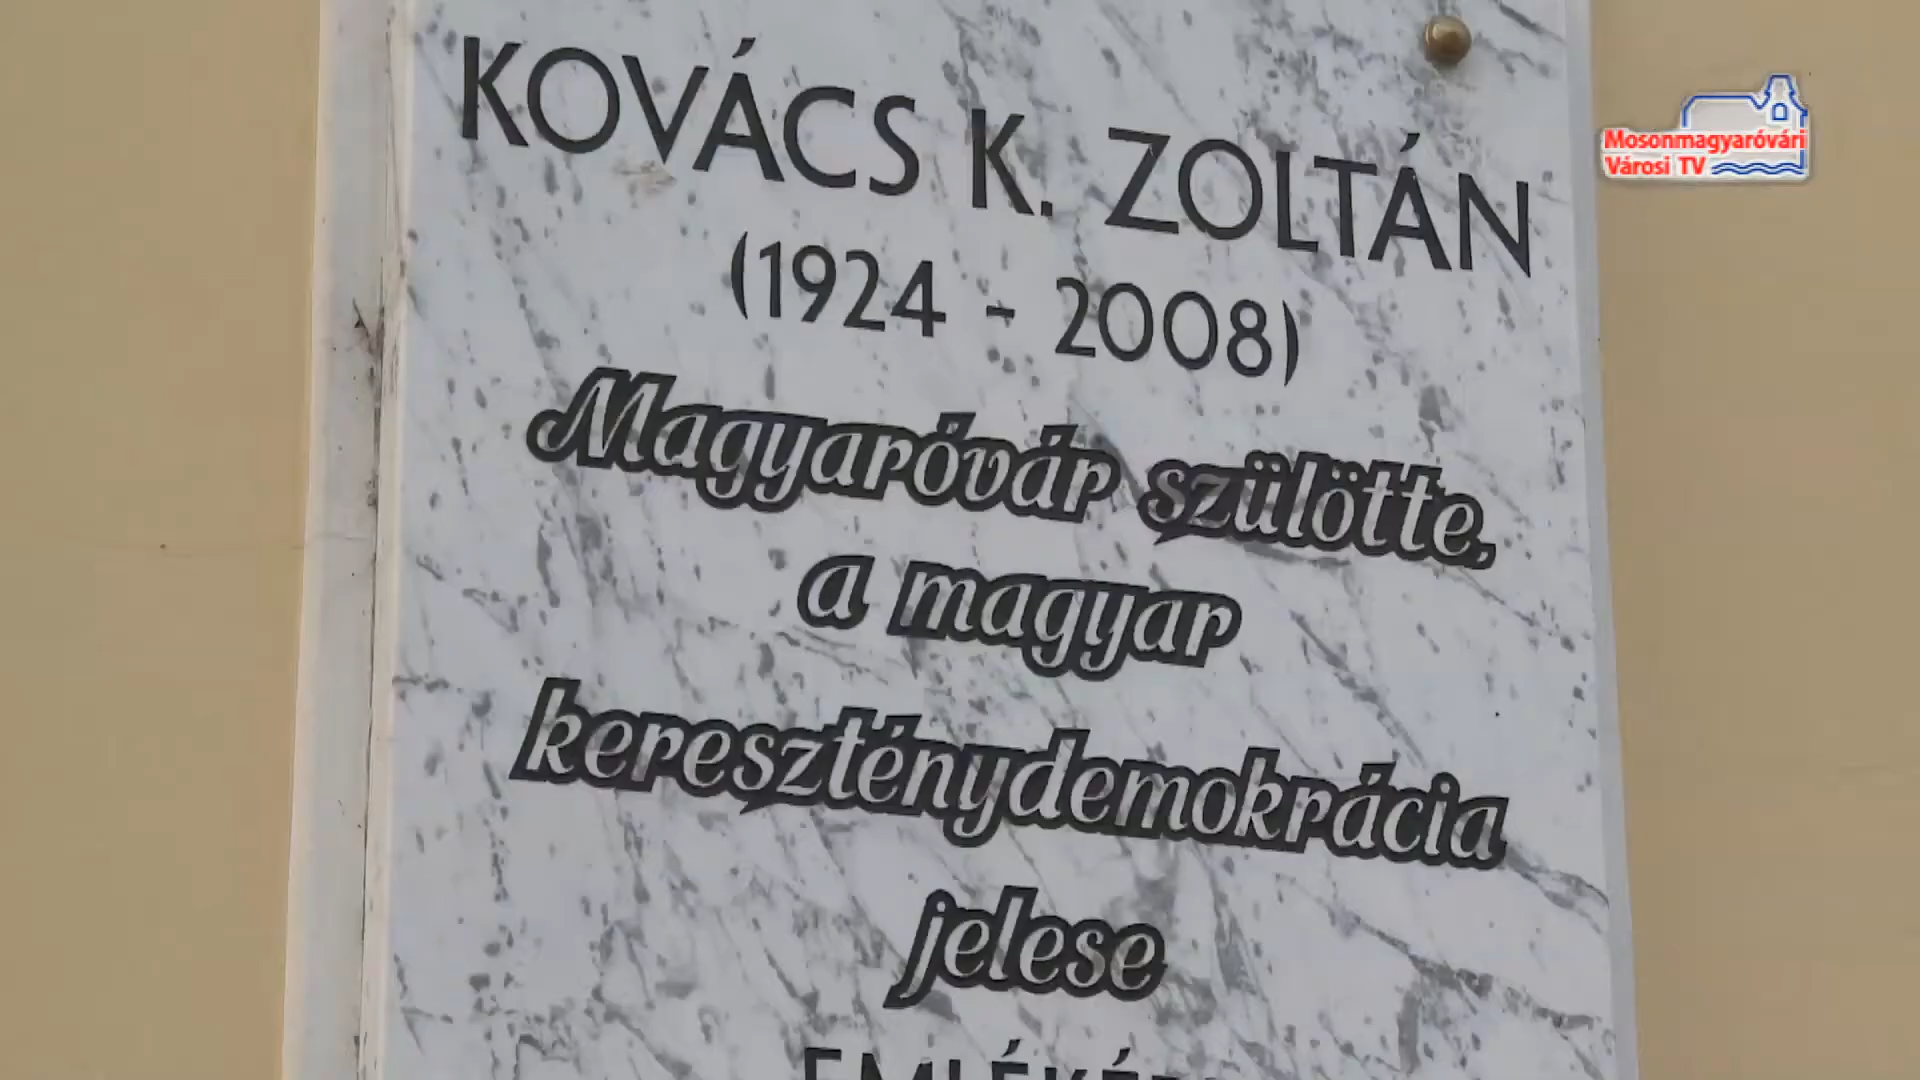 KOVÁCS K. ZOLTÁN
(1924 - 2008)
Magyaróvár szülötte,
a magyar
kereszténydemokrácia
jelese
Mosonmagyaróvári
Városi TV